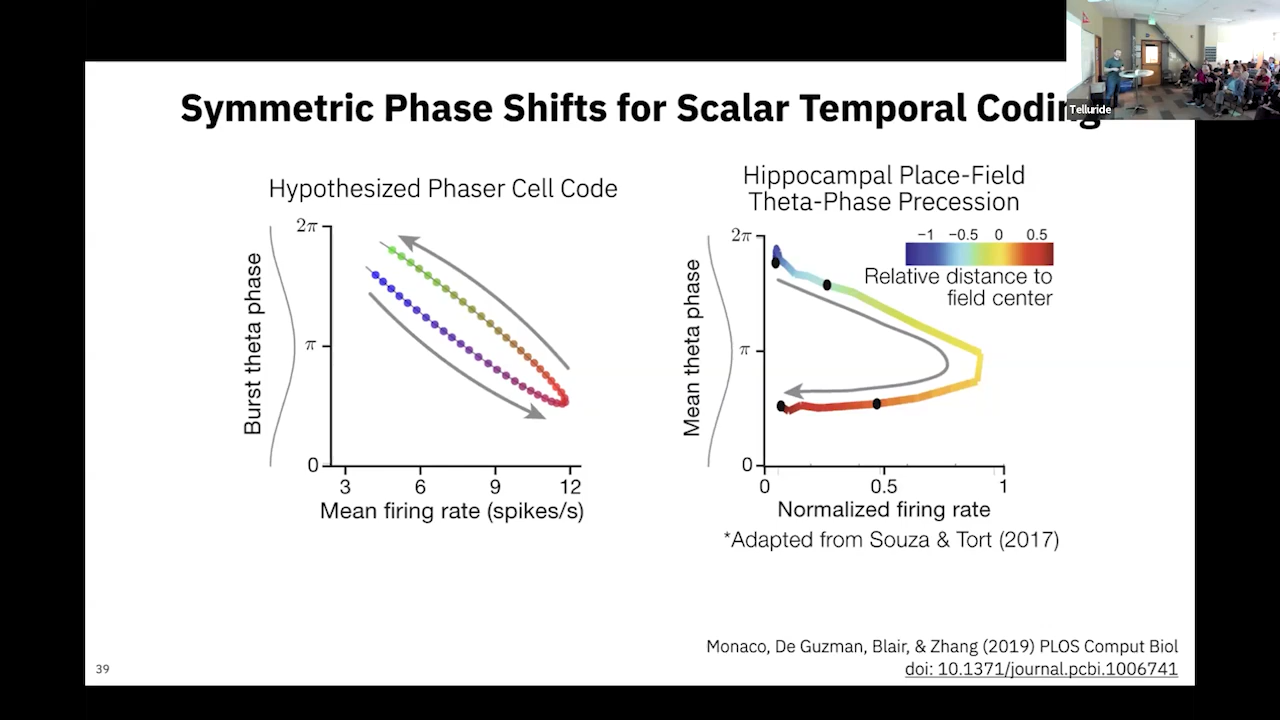 Symmetric Phase Shifts for Scalar Temporal Coding
Telluride
Hypothesized Phaser Cell Code
2π
π
0
Burst theta phase
3 6 9 12
Mean firing rate (spikes/s)
Hippocampal Place-Field
Theta-Phase Precession
−1 −0.5 0 0.5
Relative distance to
field center
2π
π
0
Mean theta phase
0 0.5 1
Normalized firing rate
*Adapted from Souza & Tort (2017)
Monaco, De Guzman, Blair, & Zhang (2019) PLOS Comput Biol
doi: 10.1371/journal.pcbi.1006741
39